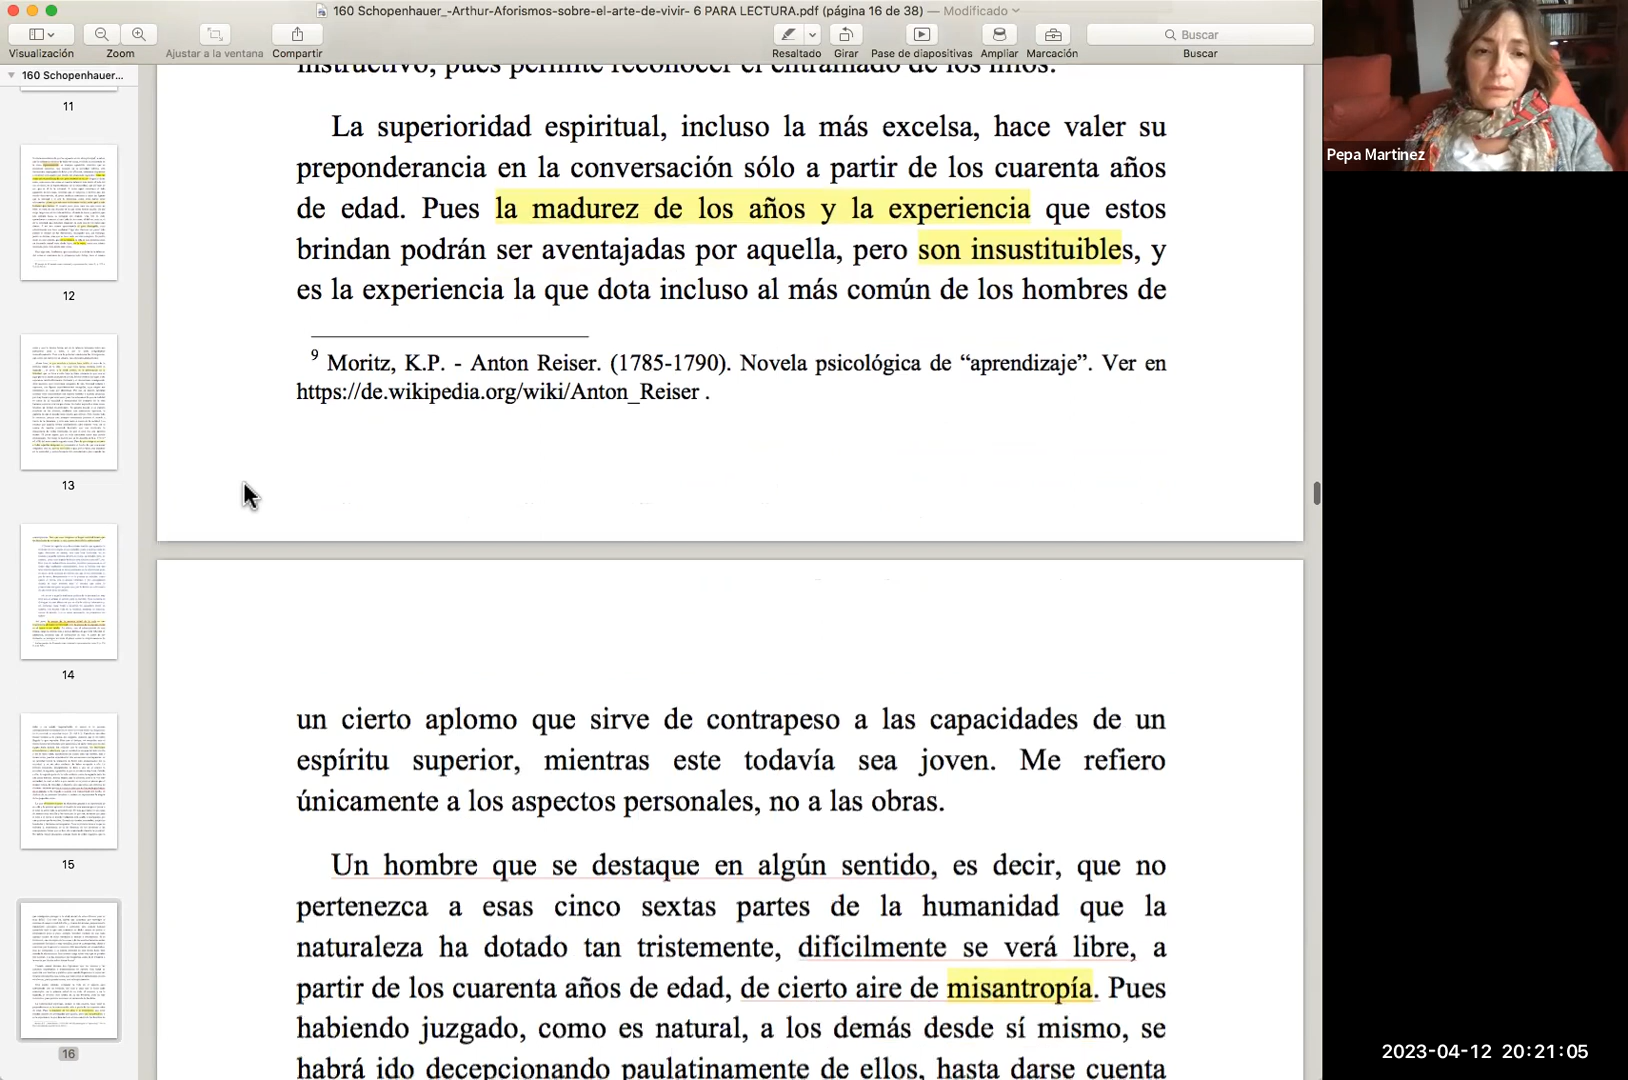 160 Schopenhauer_-Arthur-Aforismos-sobre-el-arte-de-vivir- 6 PARA LECTURA.pdf (página 16 de 38) — Modificado
Visualización
Zoom
Ajustar a la ventana
Compartir
Resaltado
Girar
Pase de diapositivas
Ampliar
Marcación
Buscar
Buscar
160 Schopenhauer...
11
12
13
14
15
16
instructivo, pues permite reconocer el entramado de los hilos.
La superioridad espiritual, incluso la más excelsa, hace valer su
preponderancia en la conversación sólo a partir de los cuarenta años
de edad. Pues la madurez de los años y la experiencia que estos
brindan podrán ser aventajadas por aquella, pero son insustituibles, y
es la experiencia la que dota incluso al más común de los hombres de
9 Moritz, K.P. - Anton Reiser. (1785-1790). Novela psicológica de “aprendizaje”. Ver en
https://de.wikipedia.org/wiki/Anton_Reiser .
un cierto aplomo que sirve de contrapeso a las capacidades de un
espíritu superior, mientras este todavía sea joven. Me refiero
únicamente a los aspectos personales, no a las obras.
Un hombre que se destaque en algún sentido, es decir, que no
pertenezca a esas cinco sextas partes de la humanidad que la
naturaleza ha dotado tan tristemente, difícilmente se verá libre, a
partir de los cuarenta años de edad, de cierto aire de misantropía. Pues
habiendo juzgado, como es natural, a los demás desde sí mismo, se
habrá ido decepcionando paulatinamente de ellos, hasta darse cuenta
Pepa Martinez
2023-04-12 20:21:05